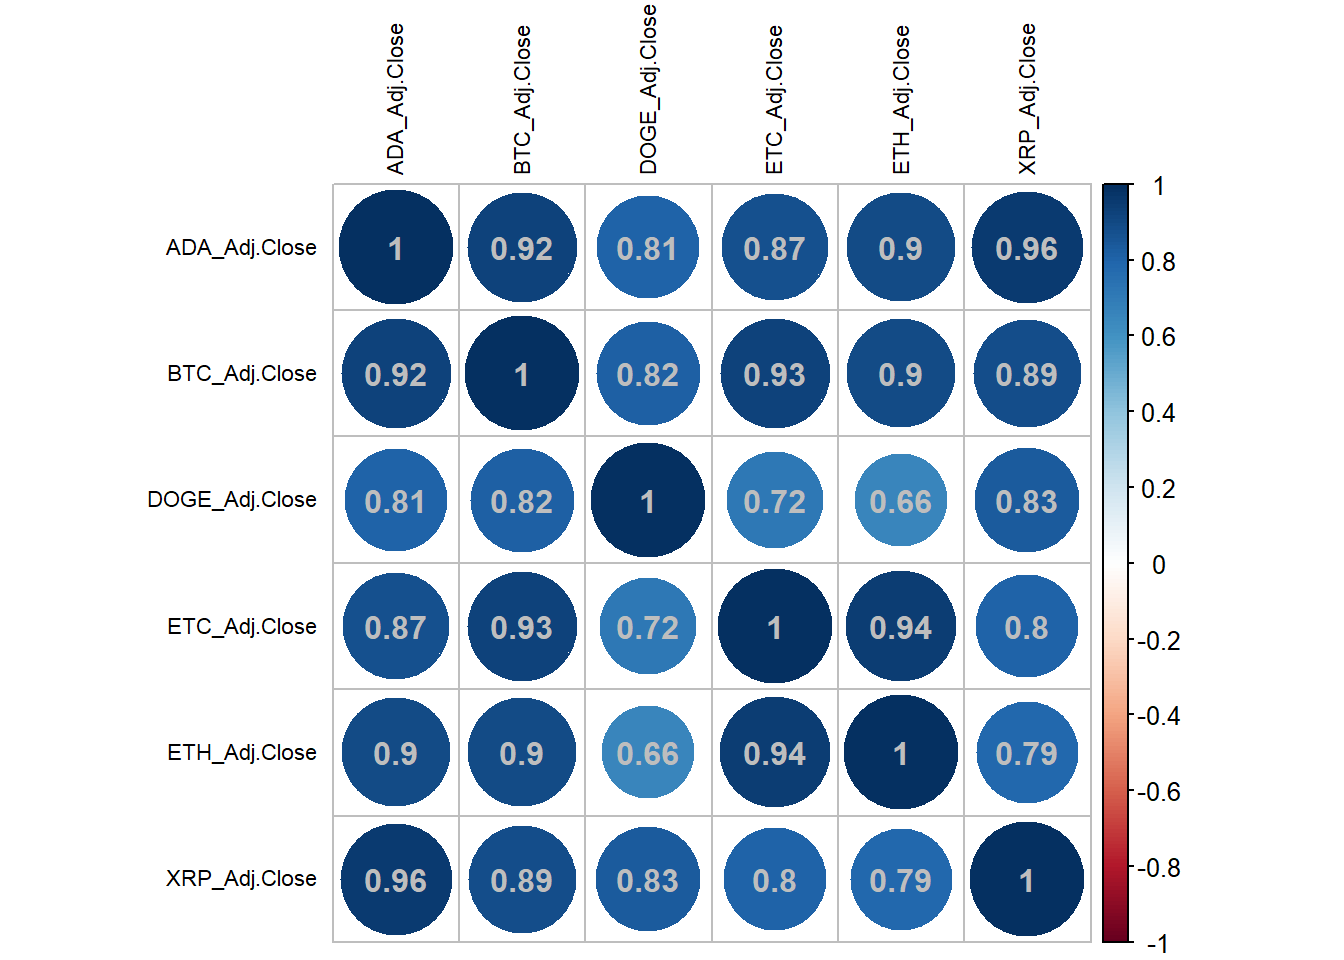 ADA_Adj.Close BTC_Adj.Close DOGE_Adj.Close ETC_Adj.Close ETH_Adj.Close XRP_Adj.Close
ADA_Adj.Close 1 0.92 0.81 0.87 0.9 0.96
BTC_Adj.Close 0.92 1 0.82 0.93 0.9 0.89
DOGE_Adj.Close 0.81 0.82 1 0.72 0.66 0.83
ETC_Adj.Close 0.87 0.93 0.72 1 0.94 0.8
ETH_Adj.Close 0.9 0.9 0.66 0.94 1 0.79
XRP_Adj.Close 0.96 0.89 0.83 0.8 0.79 1
1
0.8
0.6
0.4
0.2
0
-0.2
-0.4
-0.6
-0.8
-1